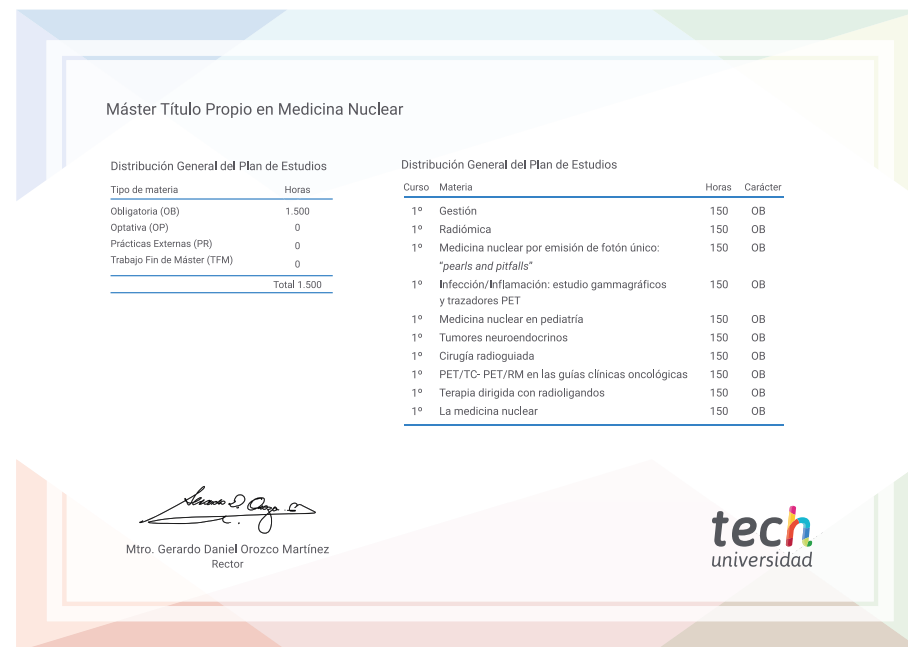 Máster Título Propio en Medicina Nuclear
Distribución General del Plan de Estudios
Tipo de materia Horas
Obligatoria (OB) 1.500
Optativa (OP) 0
Prácticas Externas (PR) 0
Trabajo Fin de Máster (TFM) 0
Total 1.500
Distribución General del Plan de Estudios
Curso Materia Horas Carácter
1º Gestión 150 OB
1º Radiómica 150 OB
1º Medicina nuclear por emisión de fotón único: 150 OB
“pearls and pitfalls”
1º Infección/Inflamación: estudio gammagráficos 150 OB
y trazadores PET
1º Medicina nuclear en pediatría 150 OB
1º Tumores neuroendocrinos 150 OB
1º Cirugía radioguiada 150 OB
1º PET/TC- PET/RM en las guías clínicas oncológicas 150 OB
1º Terapia dirigida con radioligandos 150 OB
1º La medicina nuclear 150 OB
Mtro. Gerardo Daniel Orozco Martínez
Rector
tech
universidad